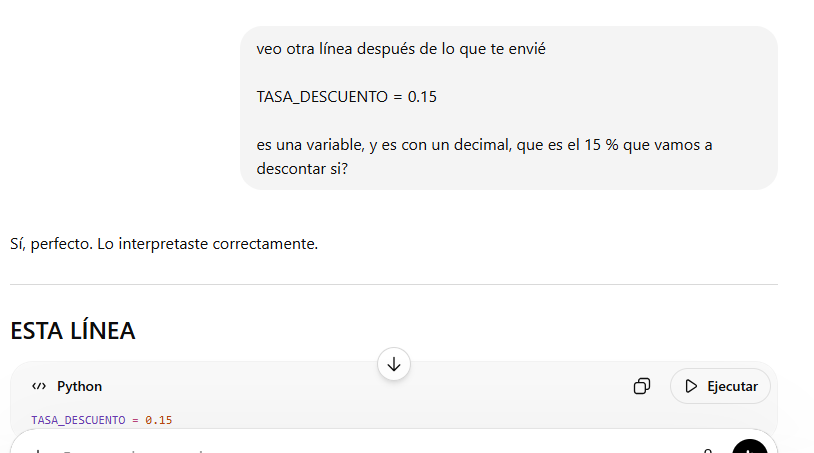 veo otra línea después de lo que te envié
TASA_DESCUENTO = 0.15
es una variable, y es con un decimal, que es el 15 % que vamos a
descontar si?
Sí, perfecto. Lo interpretaste correctamente.
ESTA LÍNEA
Python
Ejecutar
TASA_DESCUENTO = 0.15